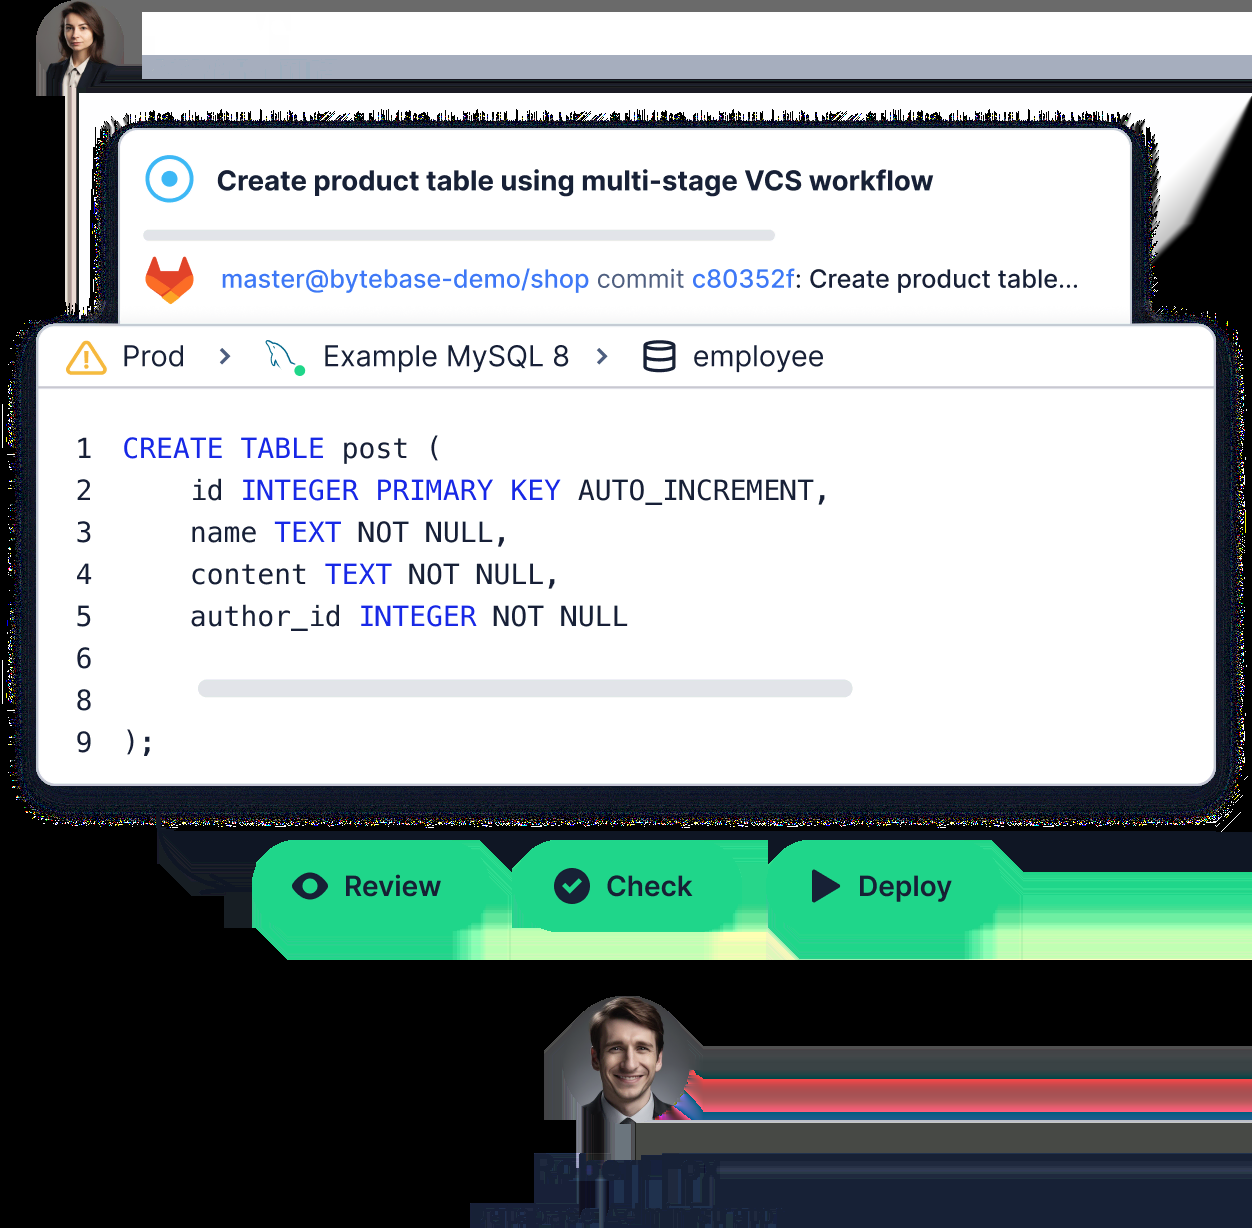 Create product table using multi-stage VCS workflow
master@bytebase-demo/shop commit c80352f: Create product table...
Prod > Example MySQL 8 > employee
1 CREATE TABLE post (
2 id INTEGER PRIMARY KEY AUTO_INCREMENT,
3 name TEXT NOT NULL,
4 content TEXT NOT NULL,
5 author_id INTEGER NOT NULL
6
8
9 );
Review Check Deploy